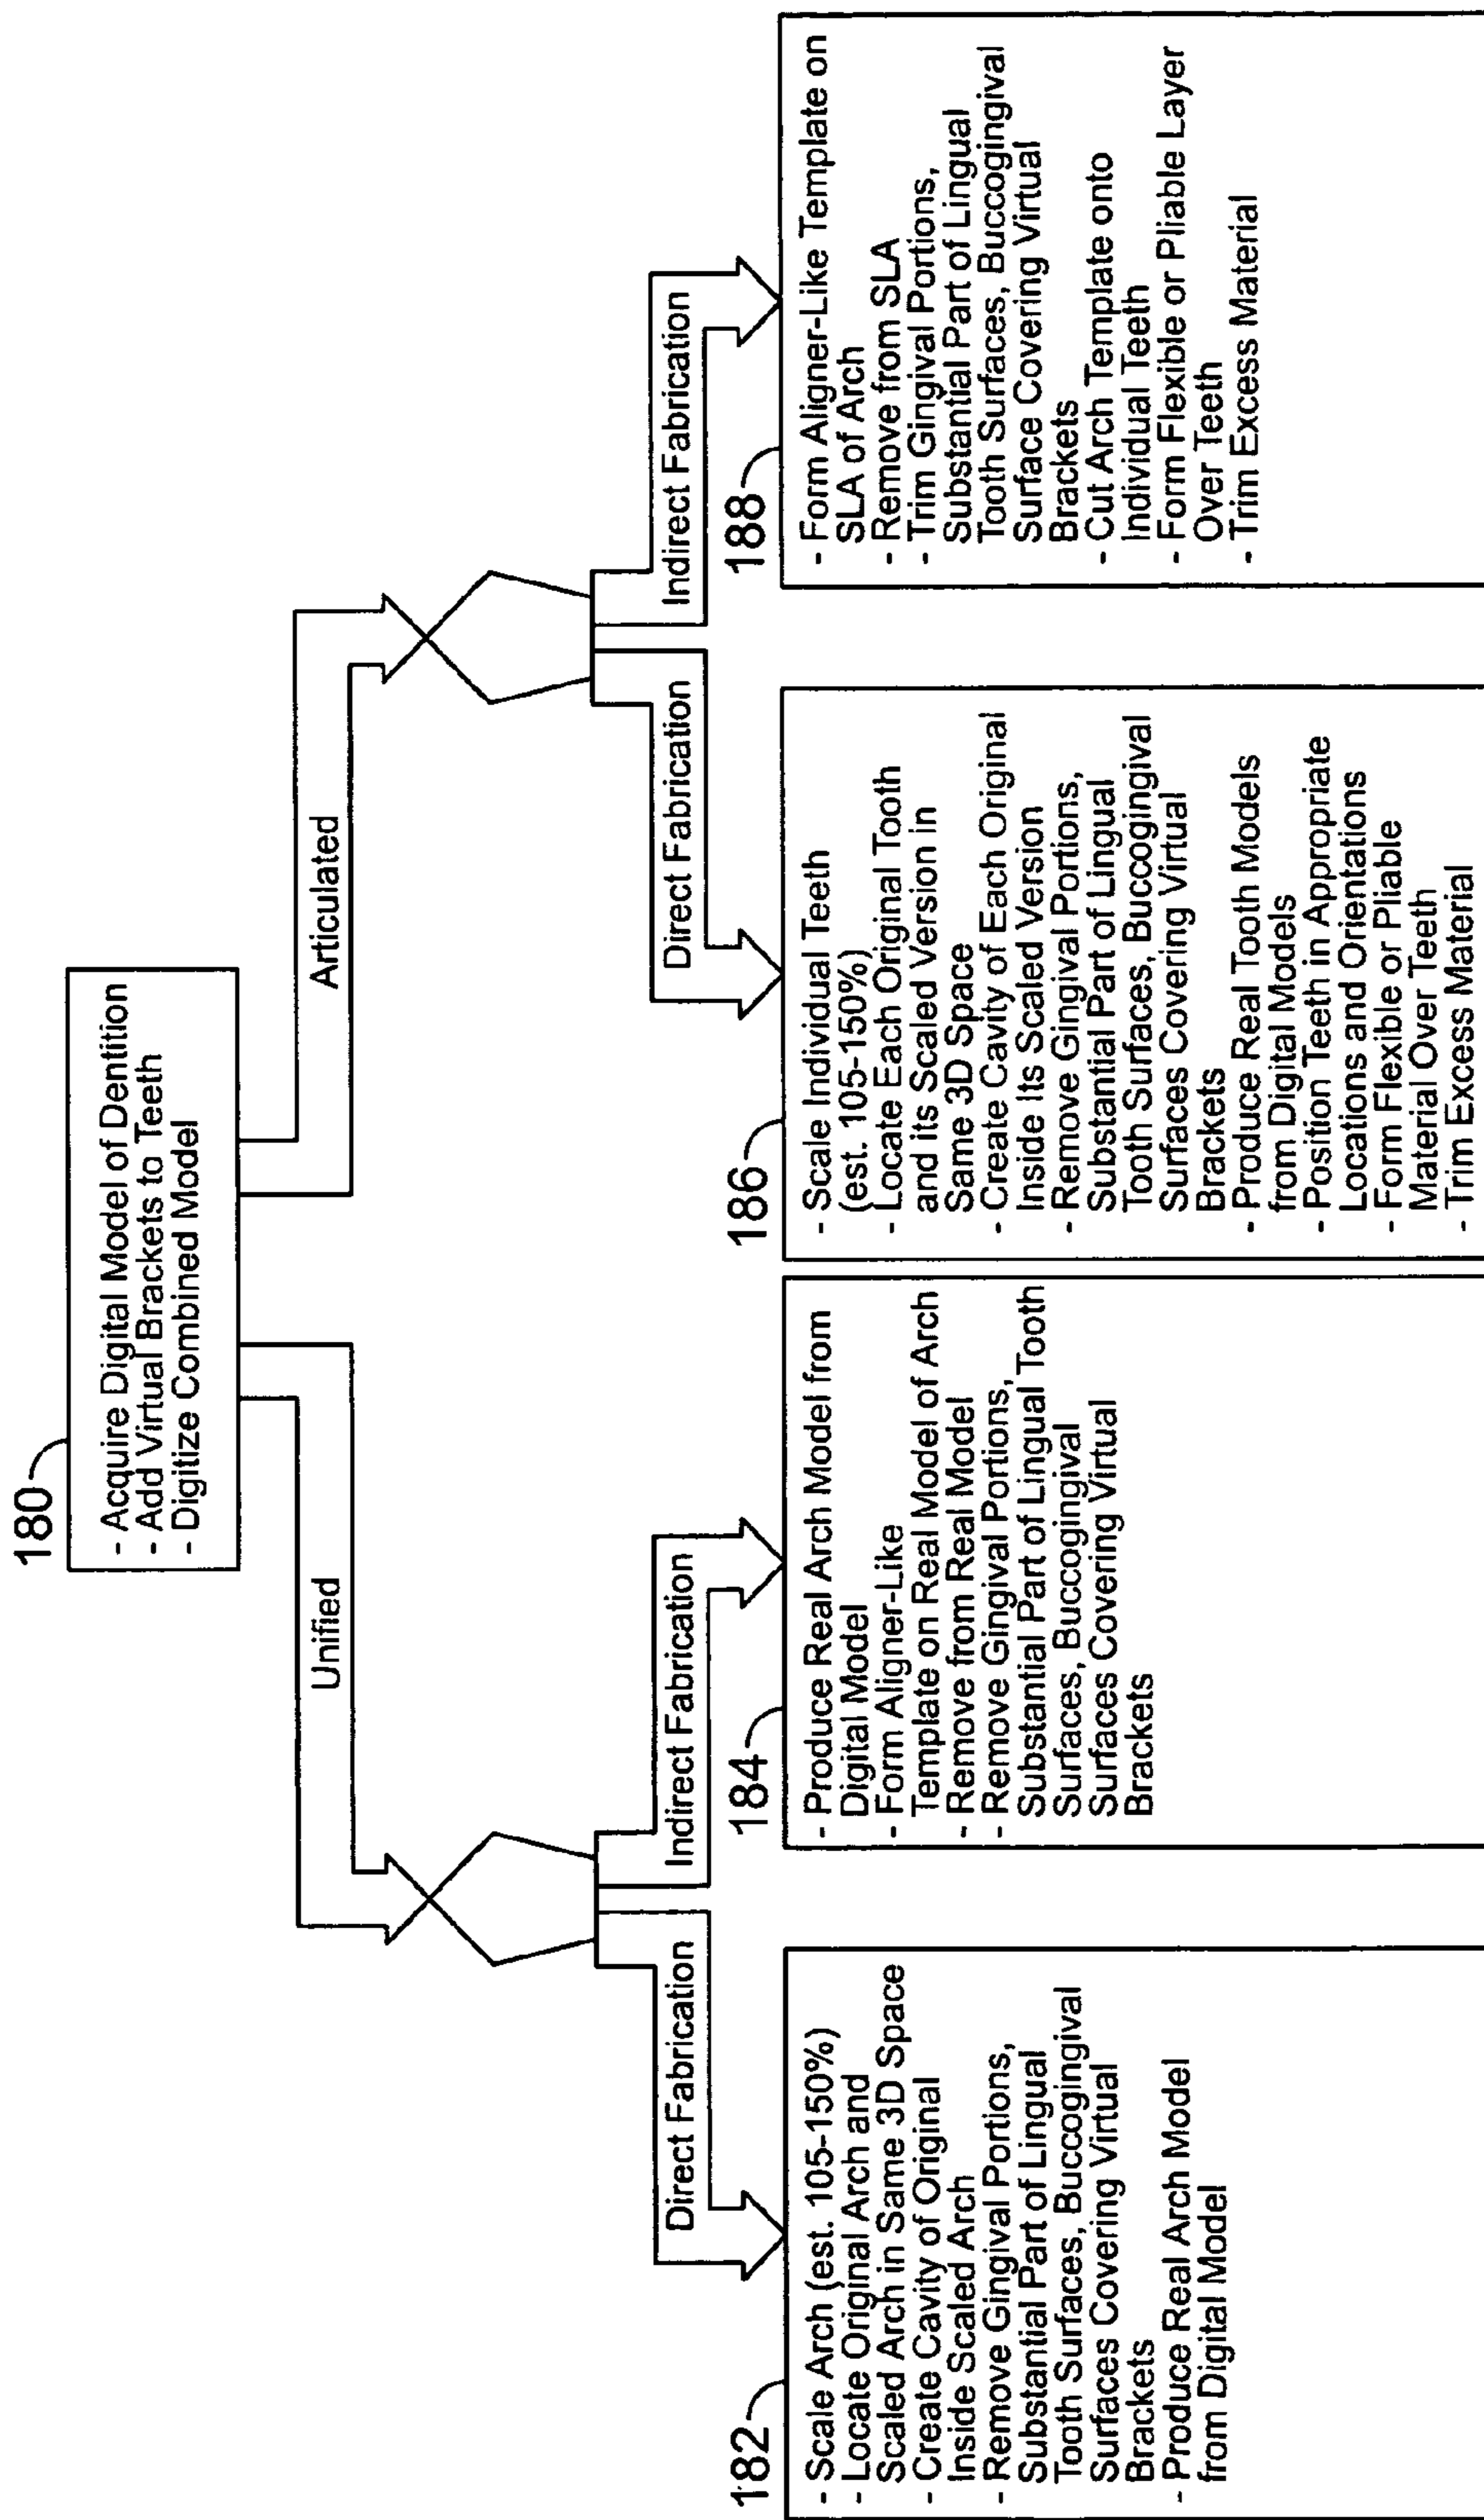 180
- Acquire Digital Model of Dentition
- Add Virtual Brackets to Teeth
- Digitize Combined Model
Unified
Articulated
Direct Fabrication
Indirect Fabrication
Direct Fabrication
Indirect Fabrication
182
- Scale Arch (est. 105-150%)
- Locate Original Arch and
Scaled Arch in Same 3D Space
- Create Cavity of Original
Inside Scaled Arch
- Remove Gingival Portions,
Substantial Part of Lingual
Tooth Surfaces, Buccogingival
Surfaces Covering Virtual
Brackets
- Produce Real Arch Model
from Digital Model
184
- Produce Real Arch Model from
Digital Model
- Form Aligner-Like
Template on Real Model of Arch
- Remove from Real Model
- Remove Gingival Portions,
Substantial Part of Lingual Tooth
Surfaces, Buccogingival
Surfaces Covering Virtual
Brackets
186
- Scale Individual Teeth
(est. 105-150%)
- Locate Each Original Tooth
and its Scaled Version in
Same 3D Space
- Create Cavity of Each Original
Inside Its Scaled Version
- Remove Gingival Portions,
Substantial Part of Lingual
Tooth Surfaces, Buccogingival
Surfaces Covering Virtual
Brackets
- Produce Real Tooth Models
from Digital Models
- Position Teeth in Appropriate
Locations and Orientations
- Form Flexible or Pliable
Material Over Teeth
- Trim Excess Material
188
- Form Aligner-Like Template on
SLA of Arch
- Remove from SLA
- Trim Gingival Portions,
Substantial Part of Lingual
Tooth Surfaces, Buccogingival
Surface Covering Virtual
Brackets
- Cut Arch Template onto
Individual Teeth
- Form Flexible or Pliable Layer
Over Teeth
- Trim Excess Material